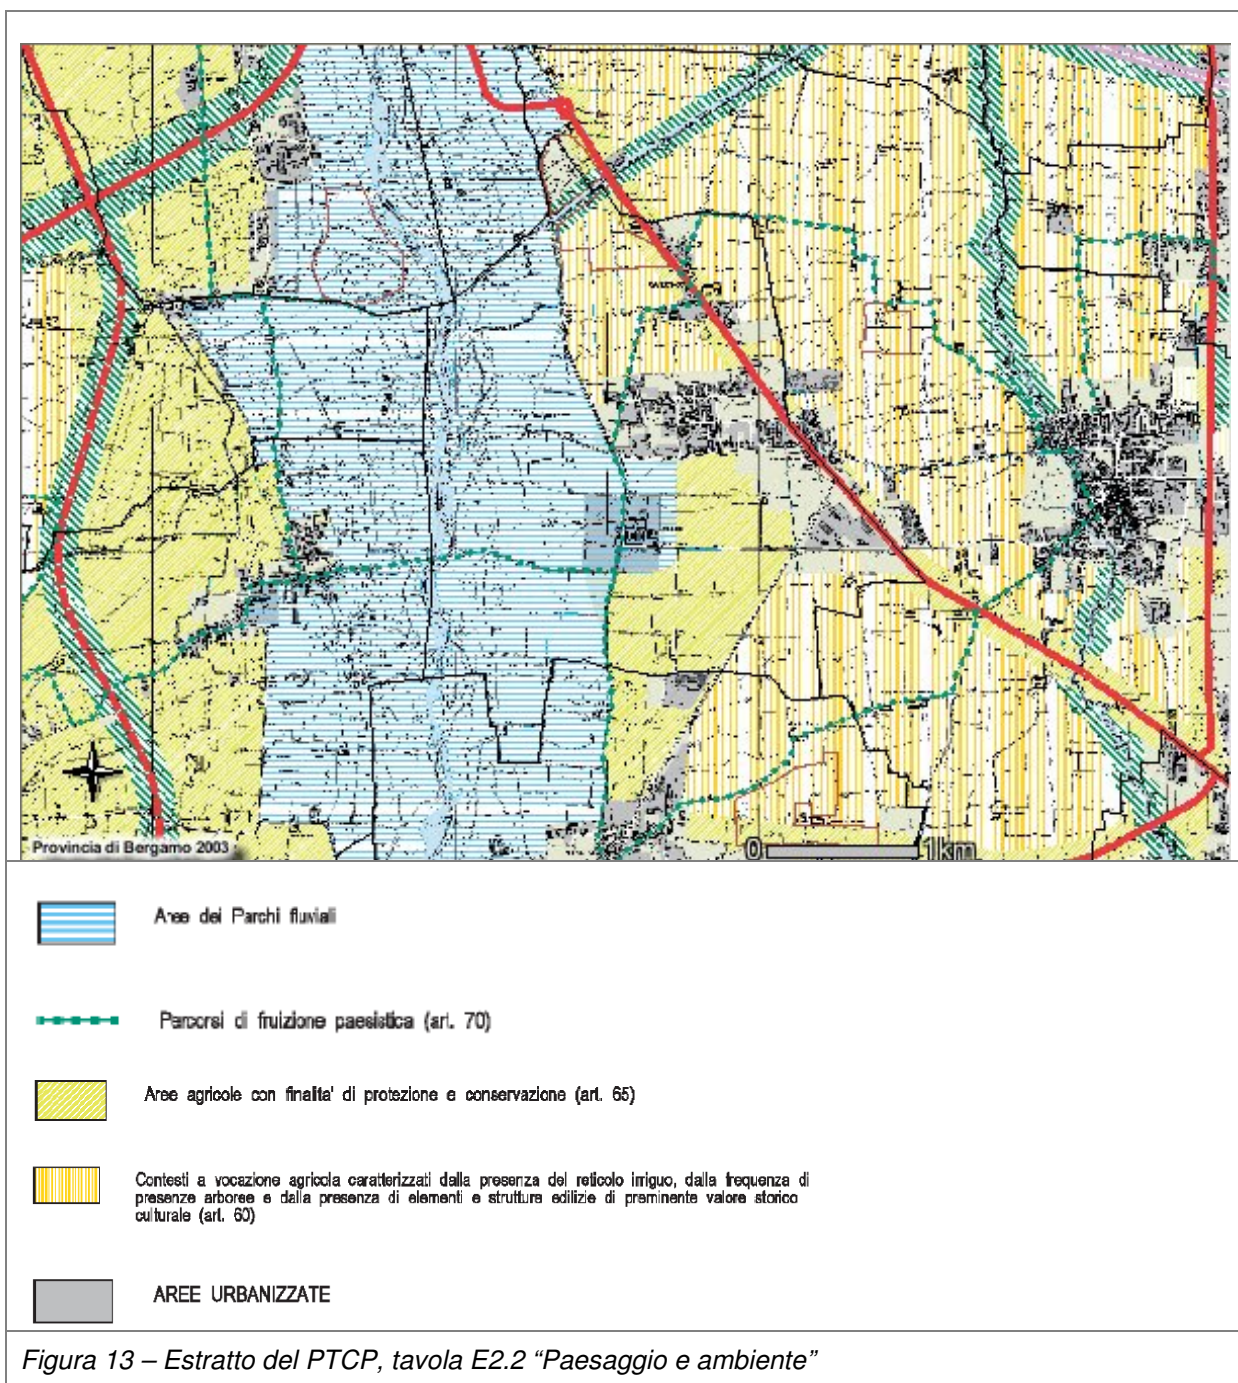 Provincia di Bergamo 2003
0 1km
Aree dei Parchi fluviali
Percorsi di fruizione paesistica (art. 70)
Aree agricole con finalita' di protezione e conservazione (art. 65)
Contesti a vocazione agricola caratterizzati dalla presenza del reticolo irriguo, dalla frequenza di
presenze arboree e dalla presenza di elementi e strutture edilizie di preminente valore storico
culturale (art. 60)
AREE URBANIZZATE
Figura 13 – Estratto del PTCP, tavola E2.2 “Paesaggio e ambiente”